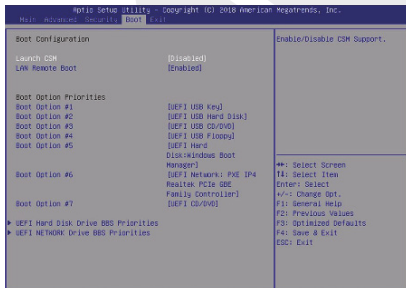 Aptio Setup Utility - Copyright (C) 2018 American Megatrends, Inc.
Main Advanced Security Boot Exit
Boot Configuration
Launch CSM [Disabled]
LAN Remote Boot [Enabled]
Boot Option Priorities
Boot Option #1 [UEFI USB Key]
Boot Option #2 [UEFI USB Hard Disk]
Boot Option #3 [UEFI USB CD/DVD]
Boot Option #4 [UEFI USB Floppy]
Boot Option #5 [UEFI Hard
Disk:Windows Boot
Manager]
Boot Option #6 [UEFI Network: PXE IP4
Realtek PCIe GBE
Family Controller]
Boot Option #7 [UEFI CD/DVD]
UEFI Hard Disk Drive BBS Priorities
UEFI NETWORK Drive BBS Priorities
Enable/Disable CSM Support.
→←: Select Screen
↑↓: Select Item
Enter: Select
+/-: Change Opt.
F1: General Help
F2: Previous Values
F3: Optimized Defaults
F4: Save & Exit
ESC: Exit